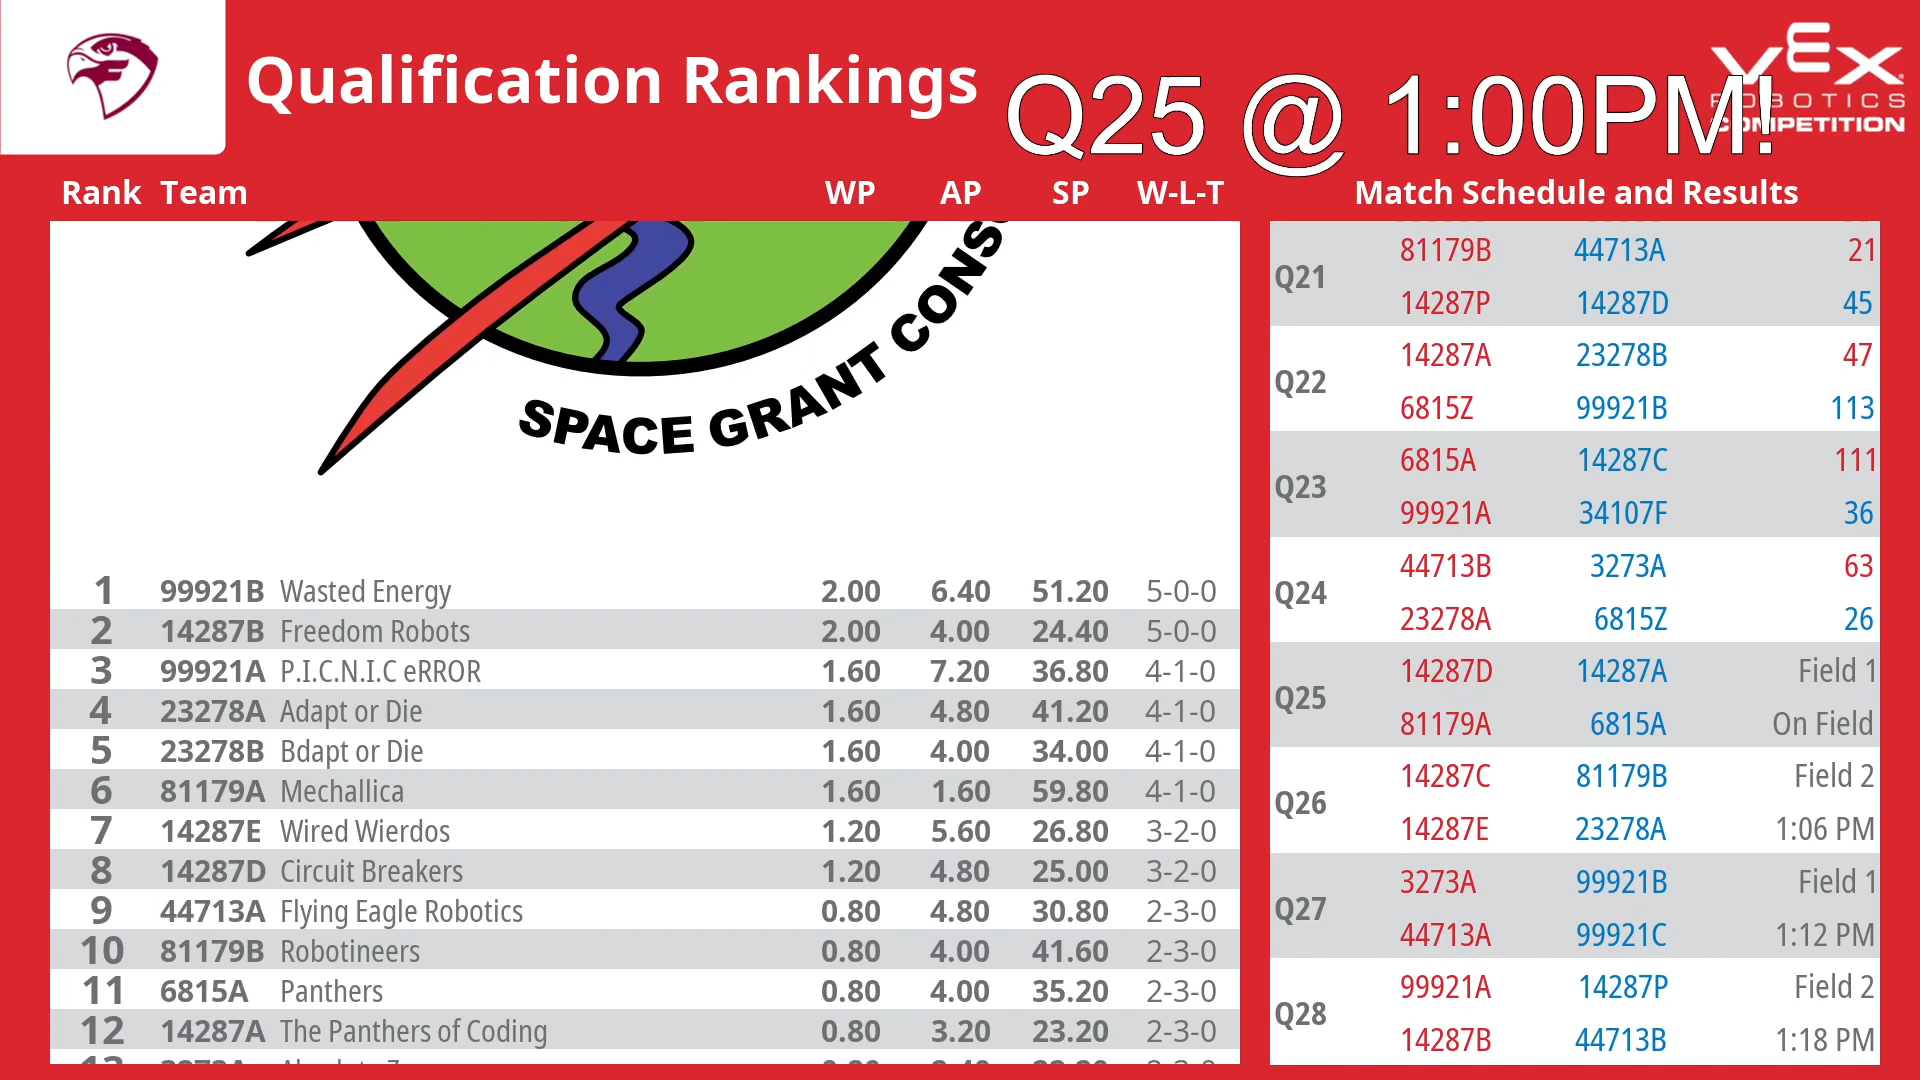 Qualification Rankings
Q25 @ 1:00PM!
VEX
ROBOTICS
COMPETITION
Rank Team WP AP SP W-L-T
SPACE GRANT CONS
1 99921B Wasted Energy 2.00 6.40 51.20 5-0-0
2 14287B Freedom Robots 2.00 4.00 24.40 5-0-0
3 99921A P.I.C.N.I.C eRROR 1.60 7.20 36.80 4-1-0
4 23278A Adapt or Die 1.60 4.80 41.20 4-1-0
5 23278B Bdapt or Die 1.60 4.00 34.00 4-1-0
6 81179A Mechallica 1.60 1.60 59.80 4-1-0
7 14287E Wired Wierdos 1.20 5.60 26.80 3-2-0
8 14287D Circuit Breakers 1.20 4.80 25.00 3-2-0
9 44713A Flying Eagle Robotics 0.80 4.80 30.80 2-3-0
10 81179B Robotineers 0.80 4.00 41.60 2-3-0
11 6815A Panthers 0.80 4.00 35.20 2-3-0
12 14287A The Panthers of Coding 0.80 3.20 23.20 2-3-0
Match Schedule and Results
81179B 44713A 21
Q21
14287P 14287D 45
14287A 23278B 47
Q22
6815Z 99921B 113
6815A 14287C 111
Q23
99921A 34107F 36
44713B 3273A 63
Q24
23278A 6815Z 26
14287D 14287A Field 1
Q25
81179A 6815A On Field
14287C 81179B Field 2
Q26
14287E 23278A 1:06 PM
3273A 99921B Field 1
Q27
44713A 99921C 1:12 PM
99921A 14287P Field 2
Q28
14287B 44713B 1:18 PM